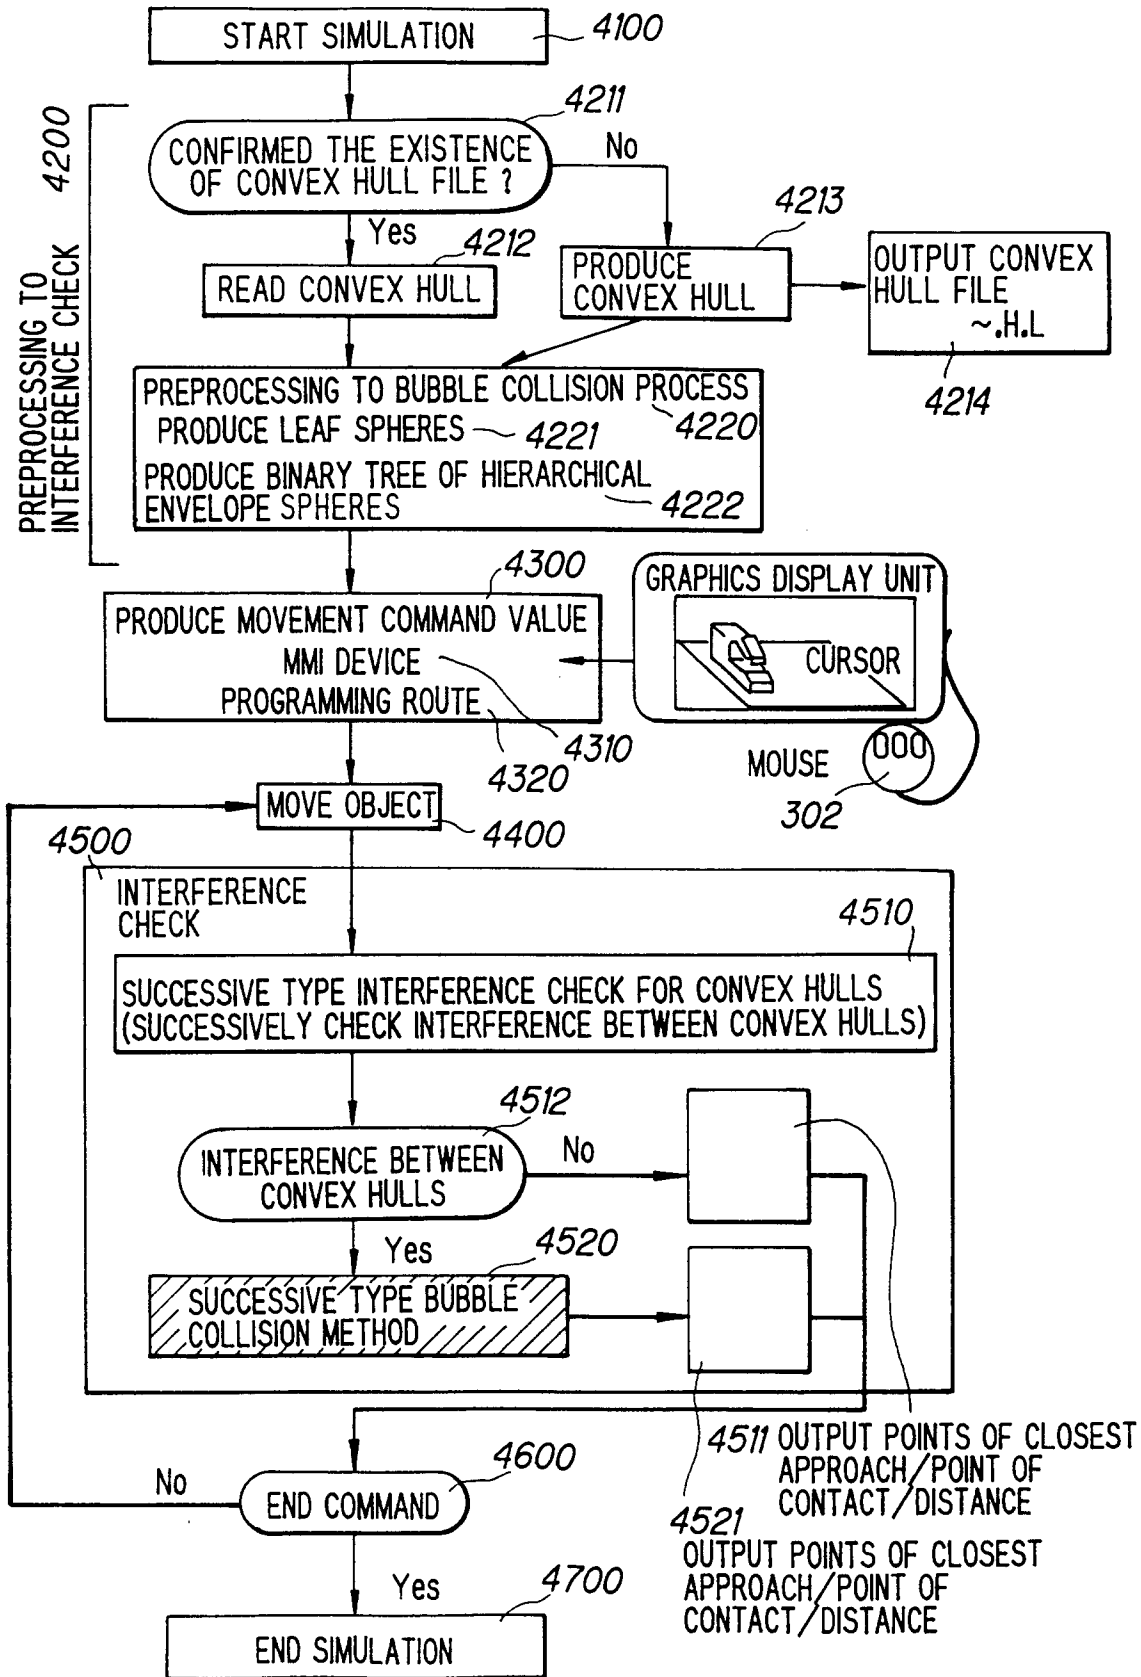 START SIMULATION
4100
4211
CONFIRMED THE EXISTENCE
OF CONVEX HULL FILE ?
No
Yes
4200
PREPROCESSING TO
INTERFERENCE CHECK
4212
READ CONVEX HULL
4213
PRODUCE
CONVEX HULL
OUTPUT CONVEX
HULL FILE
~.H.L
4214
PREPROCESSING TO BUBBLE COLLISION PROCESS
4220
PRODUCE LEAF SPHERES
4221
PRODUCE BINARY TREE OF HIERARCHICAL
ENVELOPE SPHERES
4222
4300
PRODUCE MOVEMENT COMMAND VALUE
MMI DEVICE
PROGRAMMING ROUTE
4310
4320
GRAPHICS DISPLAY UNIT
CURSOR
MOUSE
302
MOVE OBJECT
4400
4500
INTERFERENCE
CHECK
4510
SUCCESSIVE TYPE INTERFERENCE CHECK FOR CONVEX HULLS
(SUCCESSIVELY CHECK INTERFERENCE BETWEEN CONVEX HULLS)
4512
INTERFERENCE BETWEEN
CONVEX HULLS
No
Yes
4520
SUCCESSIVE TYPE BUBBLE
COLLISION METHOD
4511 OUTPUT POINTS OF CLOSEST
APPROACH/POINT OF
CONTACT/DISTANCE
4521
OUTPUT POINTS OF CLOSEST
APPROACH/POINT OF
CONTACT/DISTANCE
No
4600
END COMMAND
Yes
4700
END SIMULATION